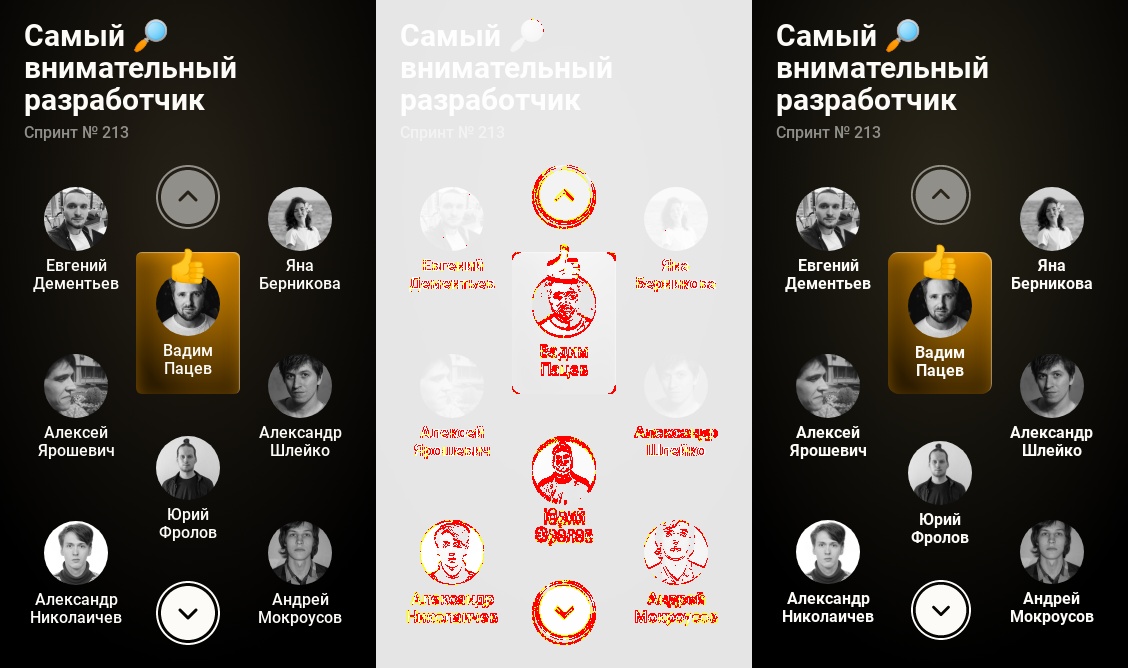 Самый
внимательный
разработчик
Спринт № 213
Евгений
Дементьев
Яна
Берникова
Вадим
Пацев
Алексей
Ярошевич
Александр
Шлейко
Юрий
Фролов
Александр
Николаичев
Андрей
Мокроусов
Самый
внимательный
разработчик
Спринт № 213
Евгений
Дементьев
Яна
Берникова
Вадим
Пацев
Алексей
Ярошевич
Александр
Шлейко
Юрий
Фролов
Александр
Николаичев
Андрей
Мокроусов
Самый
внимательный
разработчик
Спринт № 213
Евгений
Дементьев
Яна
Берникова
Вадим
Пацев
Алексей
Ярошевич
Александр
Шлейко
Юрий
Фролов
Александр
Николаичев
Андрей
Мокроусов